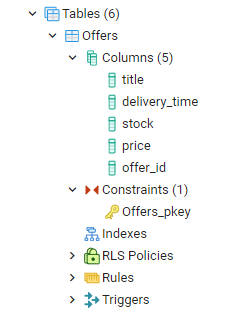 Tables (6)
Offers
Columns (5)
title
delivery_time
stock
price
offer_id
Constraints (1)
Offers_pkey
Indexes
RLS Policies
Rules
Triggers